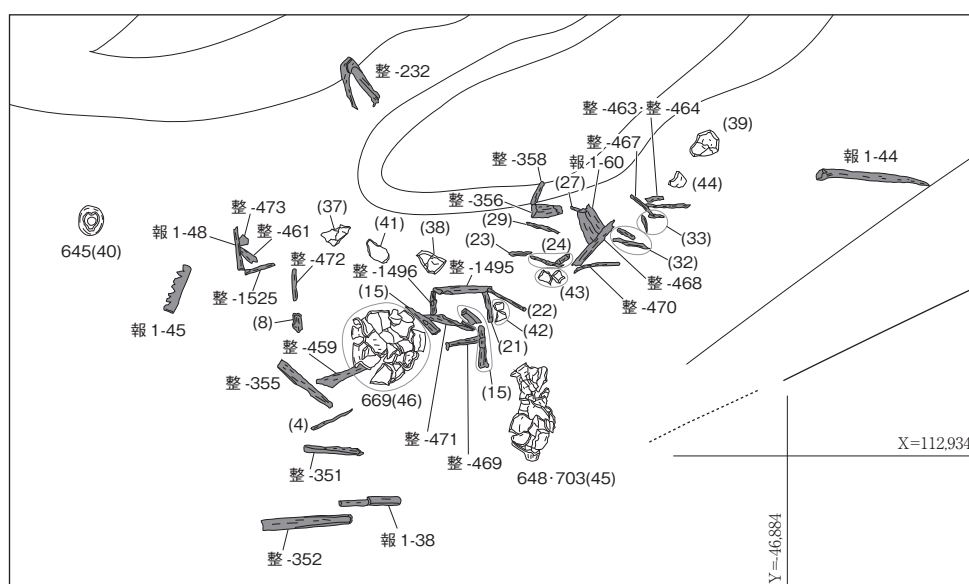 整 -232
整 -463・整 -464
整 -467
(39)
整 -358
報 1-60
報 1-44
(27)
(44)
整 -356
整 -473
(37)
(41)
(29)
(33)
645(40)
報 1-48
整 -461
(38)
(23)
(24)
(32)
整 -472
整 -1496
整 -1495
整 -468
(43)
整 -1525
(15)
整 -470
(22)
報 1-45
(8)
(42)
整 -459
(21)
整 -355
669(46)
(15)
(4)
整 -471
X=112,934
整 -469
整 -351
648・703(45)
報 1-38
整 -352
Y=-46,884